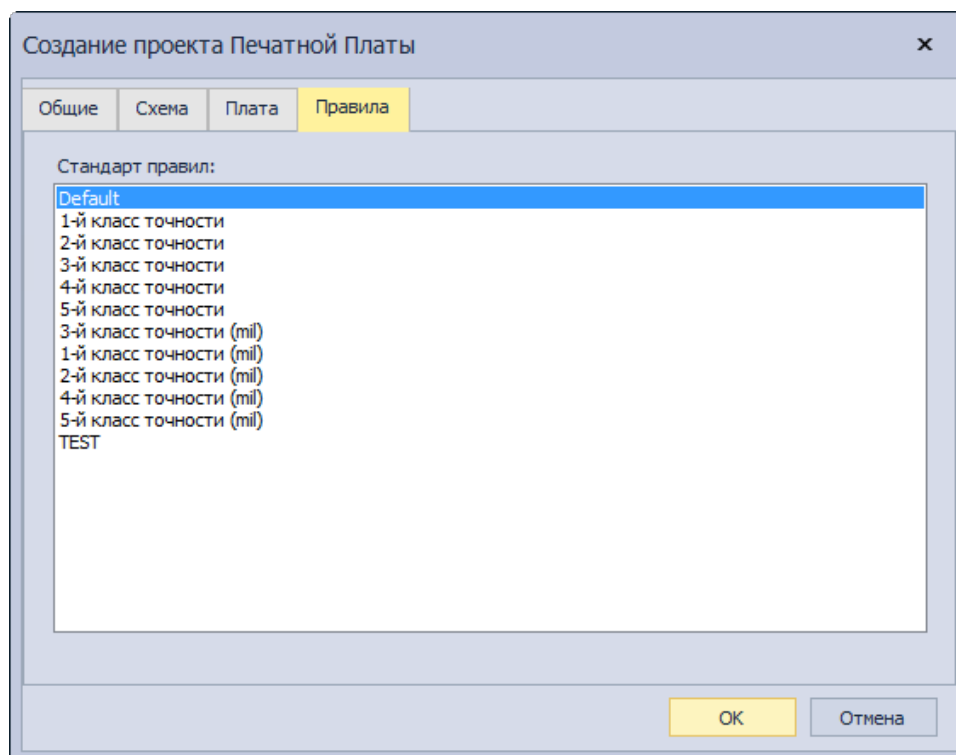 Создание проекта Печатной Платы
Общие Схема Плата Правила
Стандарт правил:
Default
1-й класс точности
2-й класс точности
3-й класс точности
4-й класс точности
5-й класс точности
3-й класс точности (mil)
1-й класс точности (mil)
2-й класс точности (mil)
4-й класс точности (mil)
5-й класс точности (mil)
TEST
OK Отмена